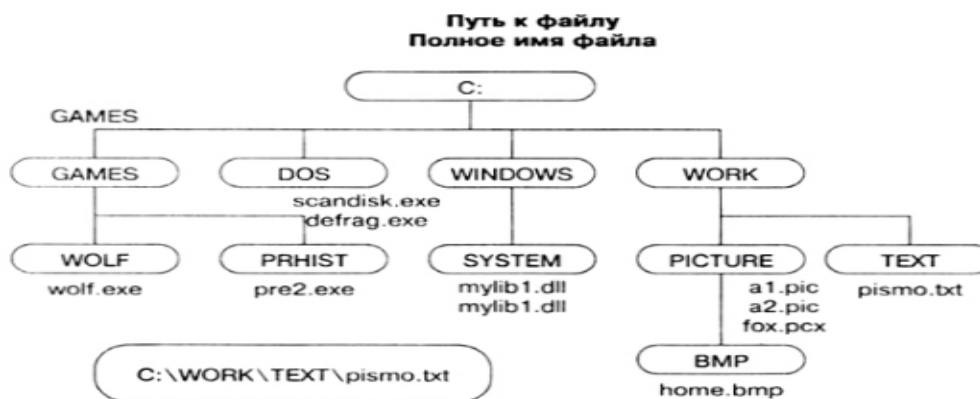 Путь к файлу
Полное имя файла
C:
GAMES
GAMES DOS WINDOWS WORK
scandisk.exe
defrag.exe
WOLF PRHIST SYSTEM PICTURE TEXT
wolf.exe pre2.exe mylib1.dll a1.pic pismo.txt
mylib1.dll a2.pic
fox.pcx
BMP
C:\WORK\TEXT\pismo.txt
home.bmp